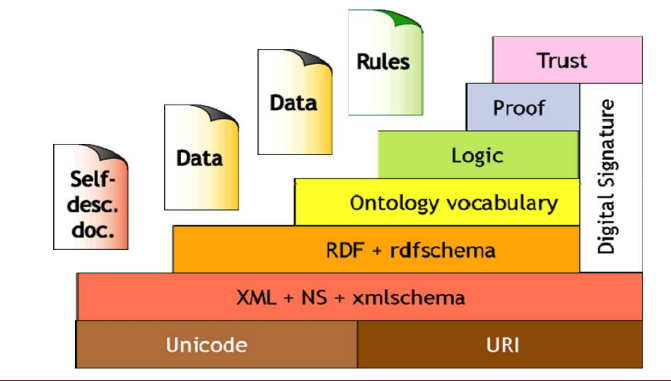 Rules
Trust
Data
Proof
Data
Logic
Self-
desc.
doc.
Ontology vocabulary
Digital Signature
RDF + rdfschema
XML + NS + xmlschema
Unicode
URI